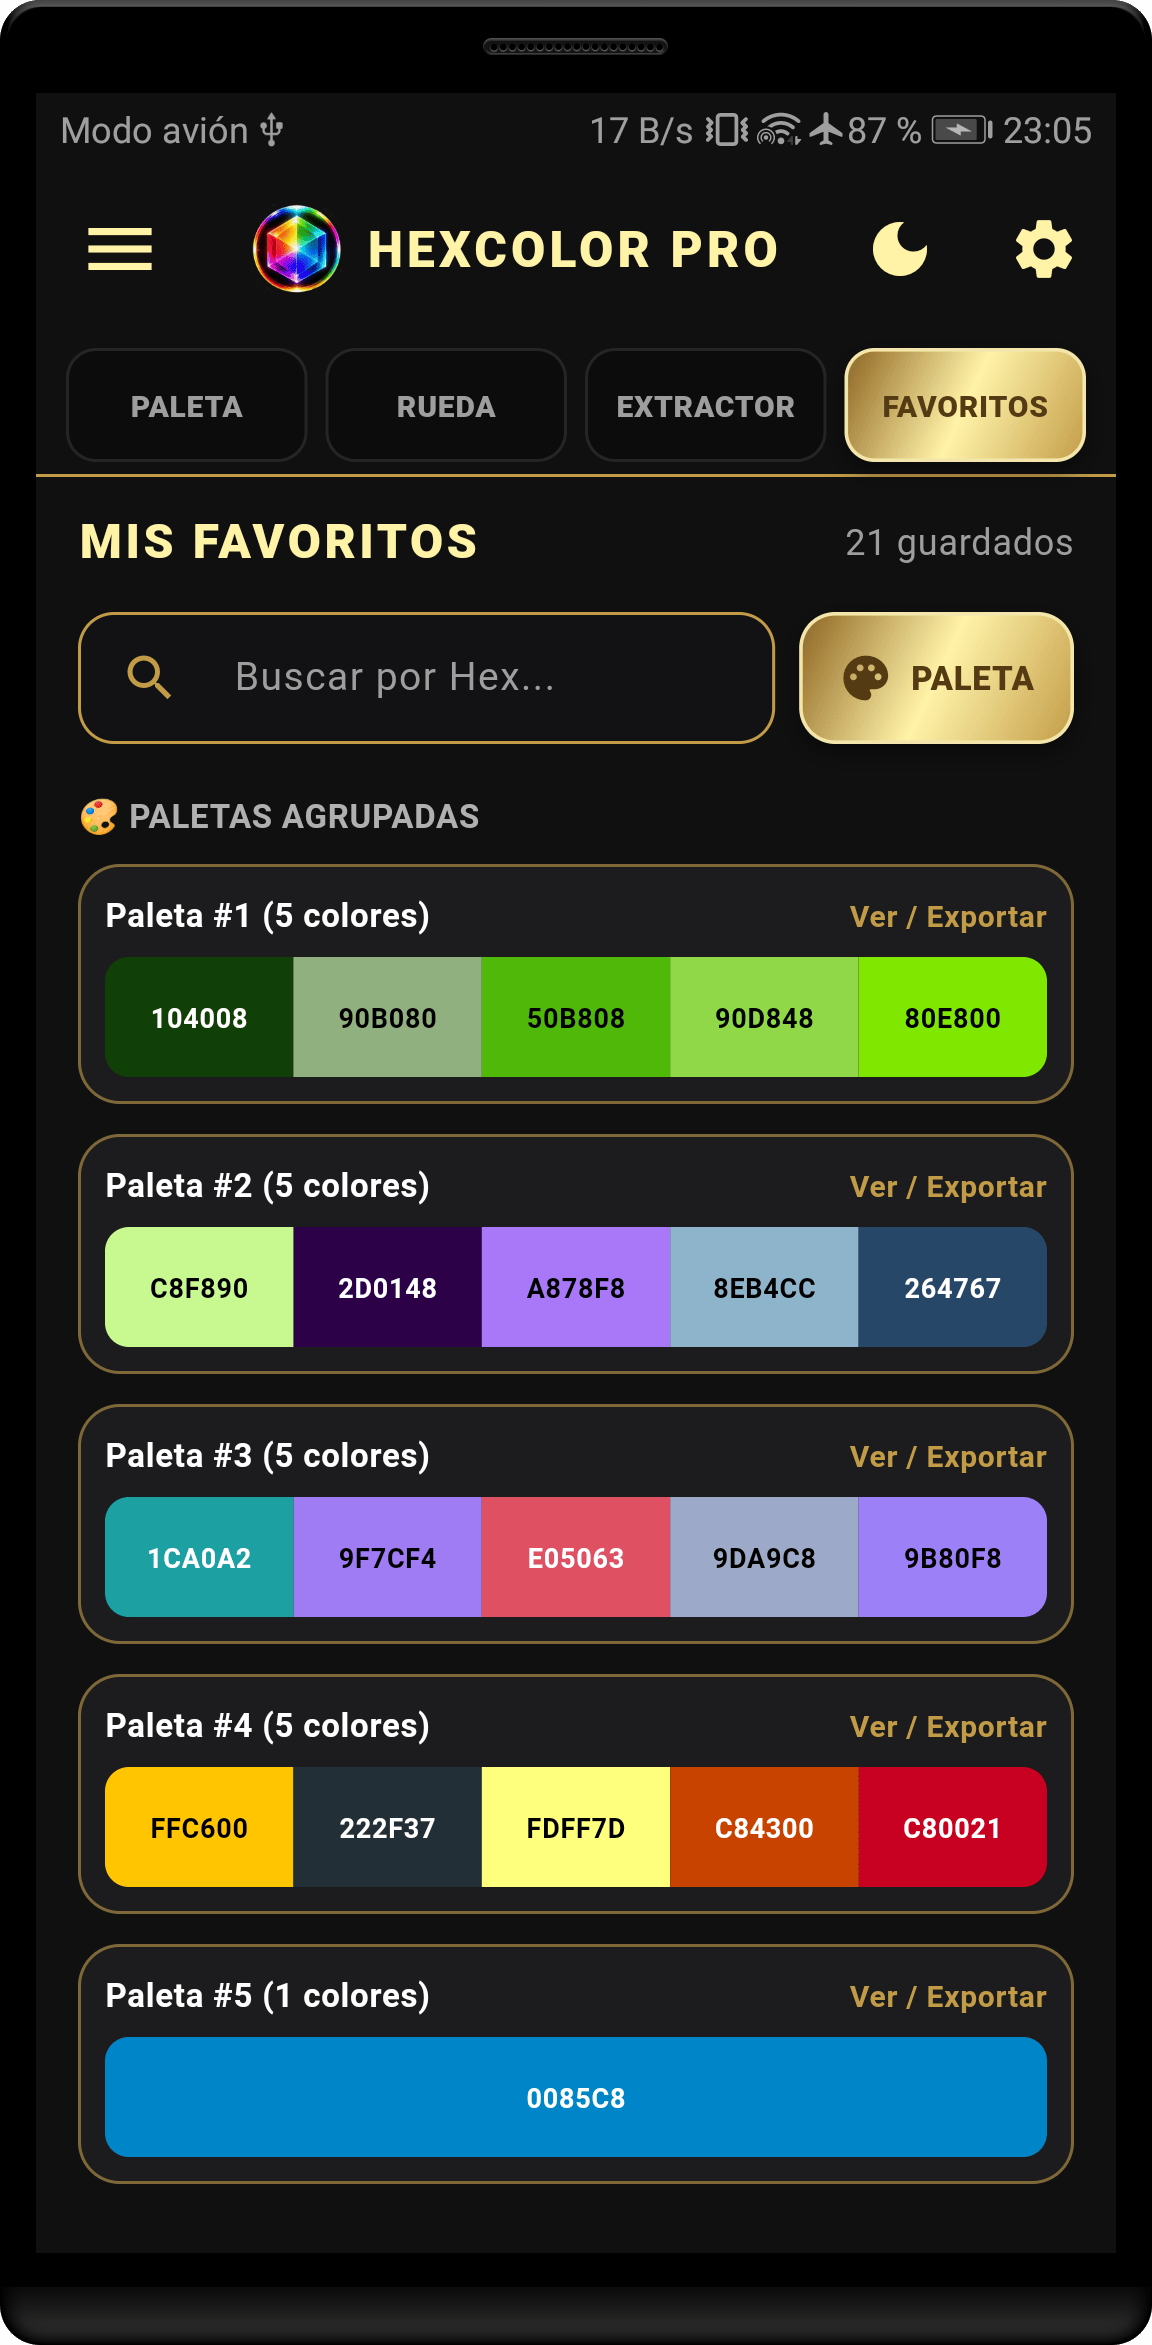 Modo avión 17 B/s 87 % 23:05
HEXCOLOR PRO
PALETA RUEDA EXTRACTOR FAVORITOS
MIS FAVORITOS 21 guardados
Buscar por Hex... PALETA
PALETAS AGRUPADAS
Paleta #1 (5 colores) Ver / Exportar
104008 90B080 50B808 90D848 80E800
Paleta #2 (5 colores) Ver / Exportar
C8F890 2D0148 A878F8 8EB4CC 264767
Paleta #3 (5 colores) Ver / Exportar
1CA0A2 9F7CF4 E05063 9DA9C8 9B80F8
Paleta #4 (5 colores) Ver / Exportar
FFC600 222F37 FDFF7D C84300 C80021
Paleta #5 (1 colores) Ver / Exportar
0085C8